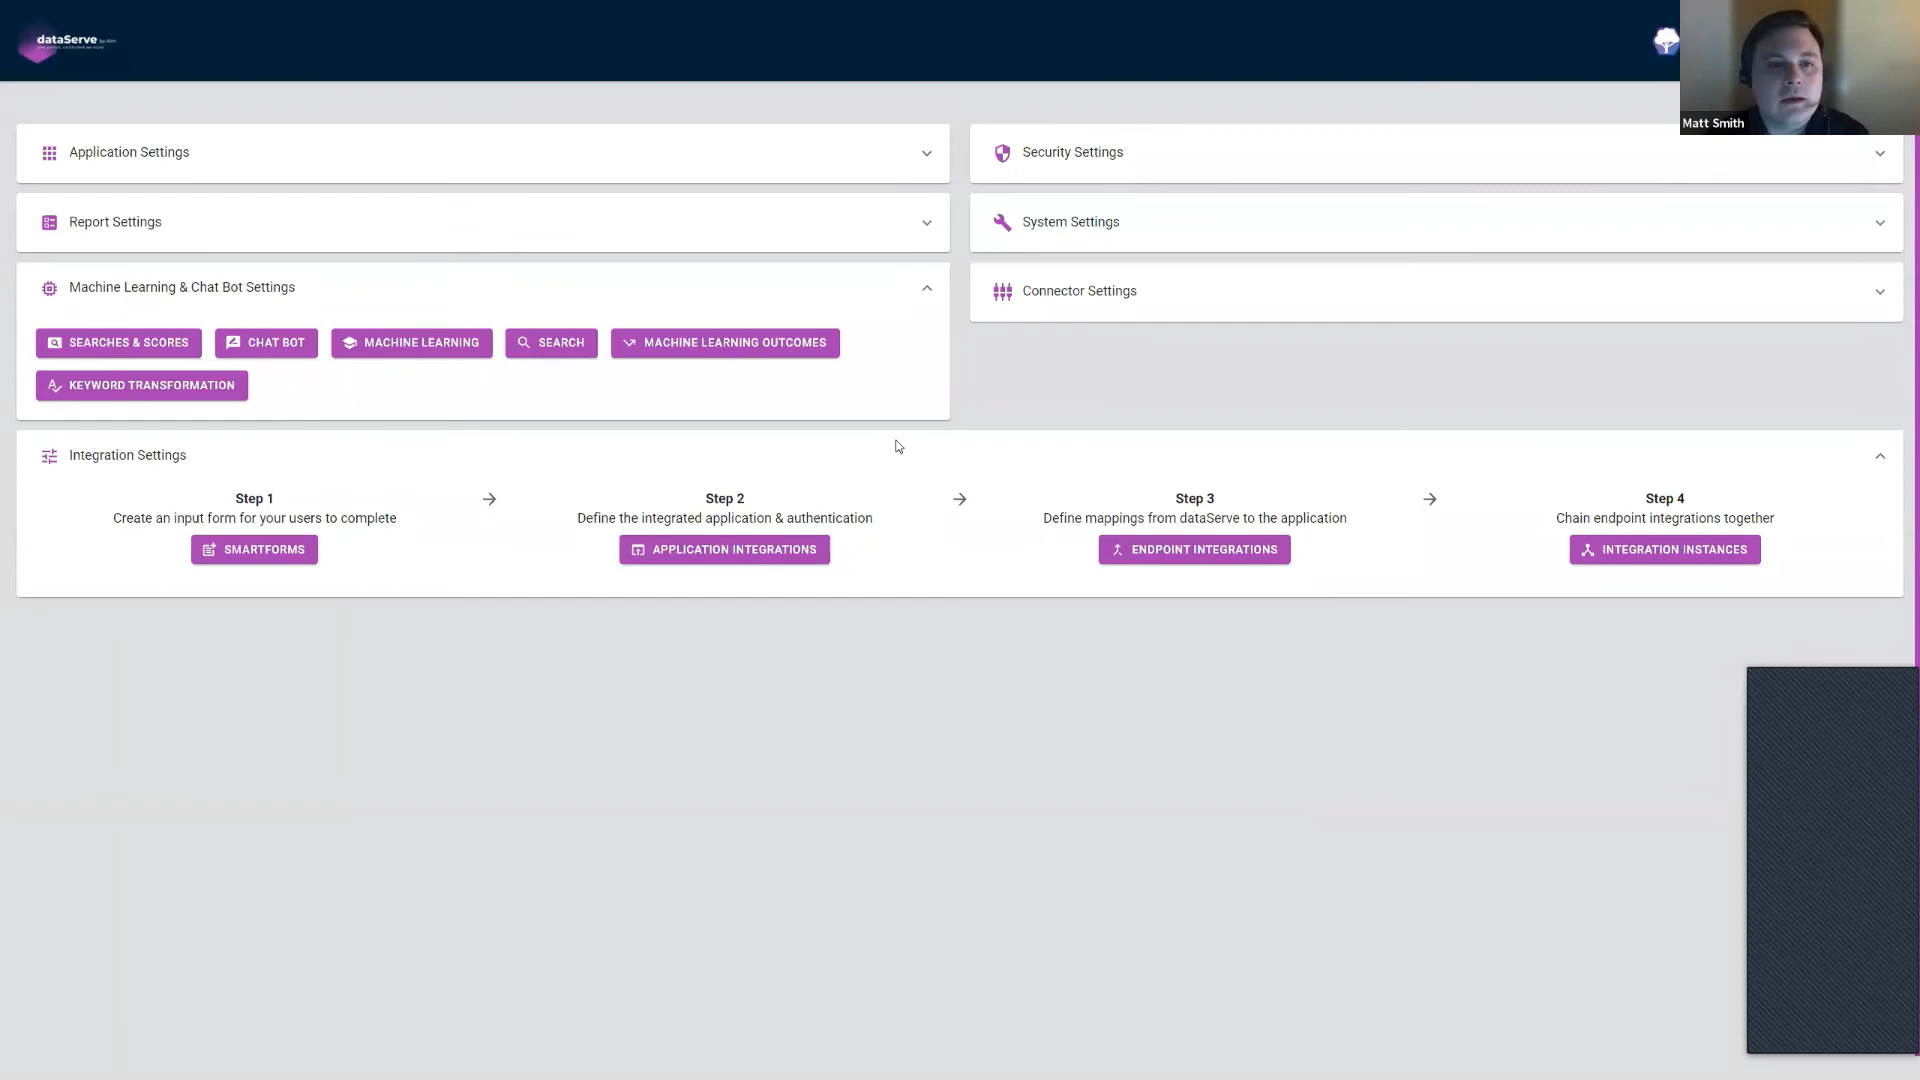 dataServe
Matt Smith
Application Settings
Security Settings
Report Settings
System Settings
Machine Learning & Chat Bot Settings
Connector Settings
SEARCHES & SCORES
CHAT BOT
MACHINE LEARNING
SEARCH
MACHINE LEARNING OUTCOMES
KEYWORD TRANSFORMATION
Integration Settings
Step 1
Create an input form for your users to complete
SMARTFORMS
Step 2
Define the integrated application & authentication
APPLICATION INTEGRATIONS
Step 3
Define mappings from dataServe to the application
ENDPOINT INTEGRATIONS
Step 4
Chain endpoint integrations together
INTEGRATION INSTANCES